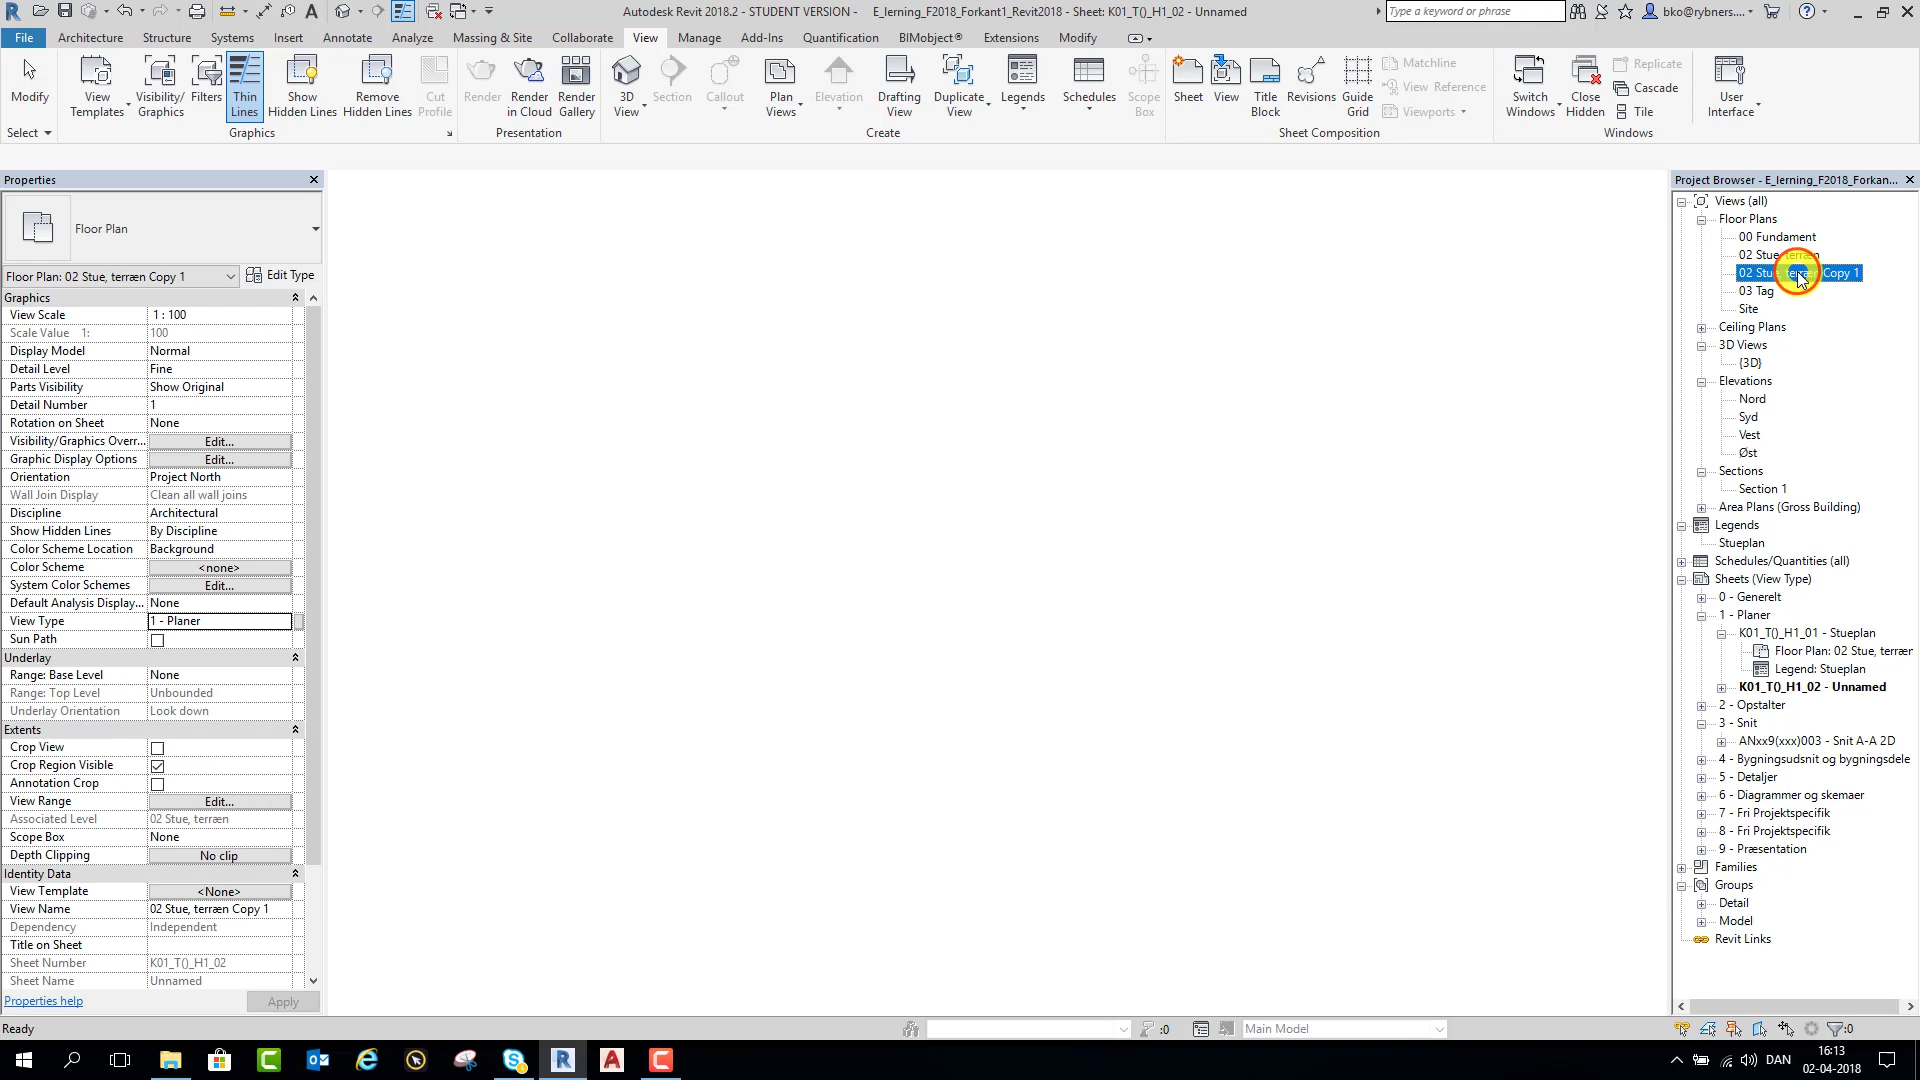 Autodesk Revit 2018.2 - STUDENT VERSION - E_lerning_F2018_Forkant1_Revit2018 - Sheet: K01_T()_H1_02 - Unnamed
Type a keyword or phrase
bko@rybners....
File Architecture Structure Systems Insert Annotate Analyze Massing & Site Collaborate View Manage Add-Ins Quantification BIMobject® Extensions Modify
Modify
View Templates
Visibility/ Graphics
Filters
Thin Lines
Show Hidden Lines
Remove Hidden Lines
Cut Profile
Render
Render in Cloud
Render Gallery
3D View
Section
Callout
Plan Views
Elevation
Drafting View
Duplicate View
Legends
Schedules
Scope Box
Sheet
View
Title Block
Revisions
Guide Grid
Matchline
View Reference
Viewports
Switch Windows
Close Hidden
Replicate
Cascade
Tile
User Interface
Select Graphics Presentation Create Sheet Composition Windows
Properties
Floor Plan
Floor Plan: 02 Stue, terræn Copy 1 Edit Type
Graphics
View Scale 1 : 100
Scale Value 1: 100
Display Model Normal
Detail Level Fine
Parts Visibility Show Original
Detail Number 1
Rotation on Sheet None
Visibility/Graphics Overr... Edit...
Graphic Display Options Edit...
Orientation Project North
Wall Join Display Clean all wall joins
Discipline Architectural
Show Hidden Lines By Discipline
Color Scheme Location Background
Color Scheme <none>
System Color Schemes Edit...
Default Analysis Display... None
View Type 1 - Planer
Sun Path
Underlay
Range: Base Level None
Range: Top Level Unbounded
Underlay Orientation Look down
Extents
Crop View
Crop Region Visible
Annotation Crop
View Range Edit...
Associated Level 02 Stue, terræn
Scope Box None
Depth Clipping No clip
Identity Data
View Template <None>
View Name 02 Stue, terræn Copy 1
Dependency Independent
Title on Sheet
Sheet Number K01_T()_H1_02
Sheet Name Unnamed
Properties help Apply
Project Browser - E_lerning_F2018_Forkan...
Views (all)
Floor Plans
00 Fundament
02 Stue, terræn
02 Stue, terræn Copy 1
03 Tag
Site
Ceiling Plans
3D Views
{3D}
Elevations
Nord
Syd
Vest
Øst
Sections
Section 1
Area Plans (Gross Building)
Legends
Stueplan
Schedules/Quantities (all)
Sheets (View Type)
0 - Generelt
1 - Planer
K01_T()_H1_01 - Stueplan
Floor Plan: 02 Stue, terræn
Legend: Stueplan
K01_T()_H1_02 - Unnamed
2 - Opstalter
3 - Snit
ANxx9(xxx)003 - Snit A-A 2D
4 - Bygningsudsnit og bygningsdele
5 - Detaljer
6 - Diagrammer og skemaer
7 - Fri Projektspecifik
8 - Fri Projektspecifik
9 - Præsentation
Families
Groups
Detail
Model
Revit Links
Ready :0 Main Model :0
DAN
16:13
02-04-2018